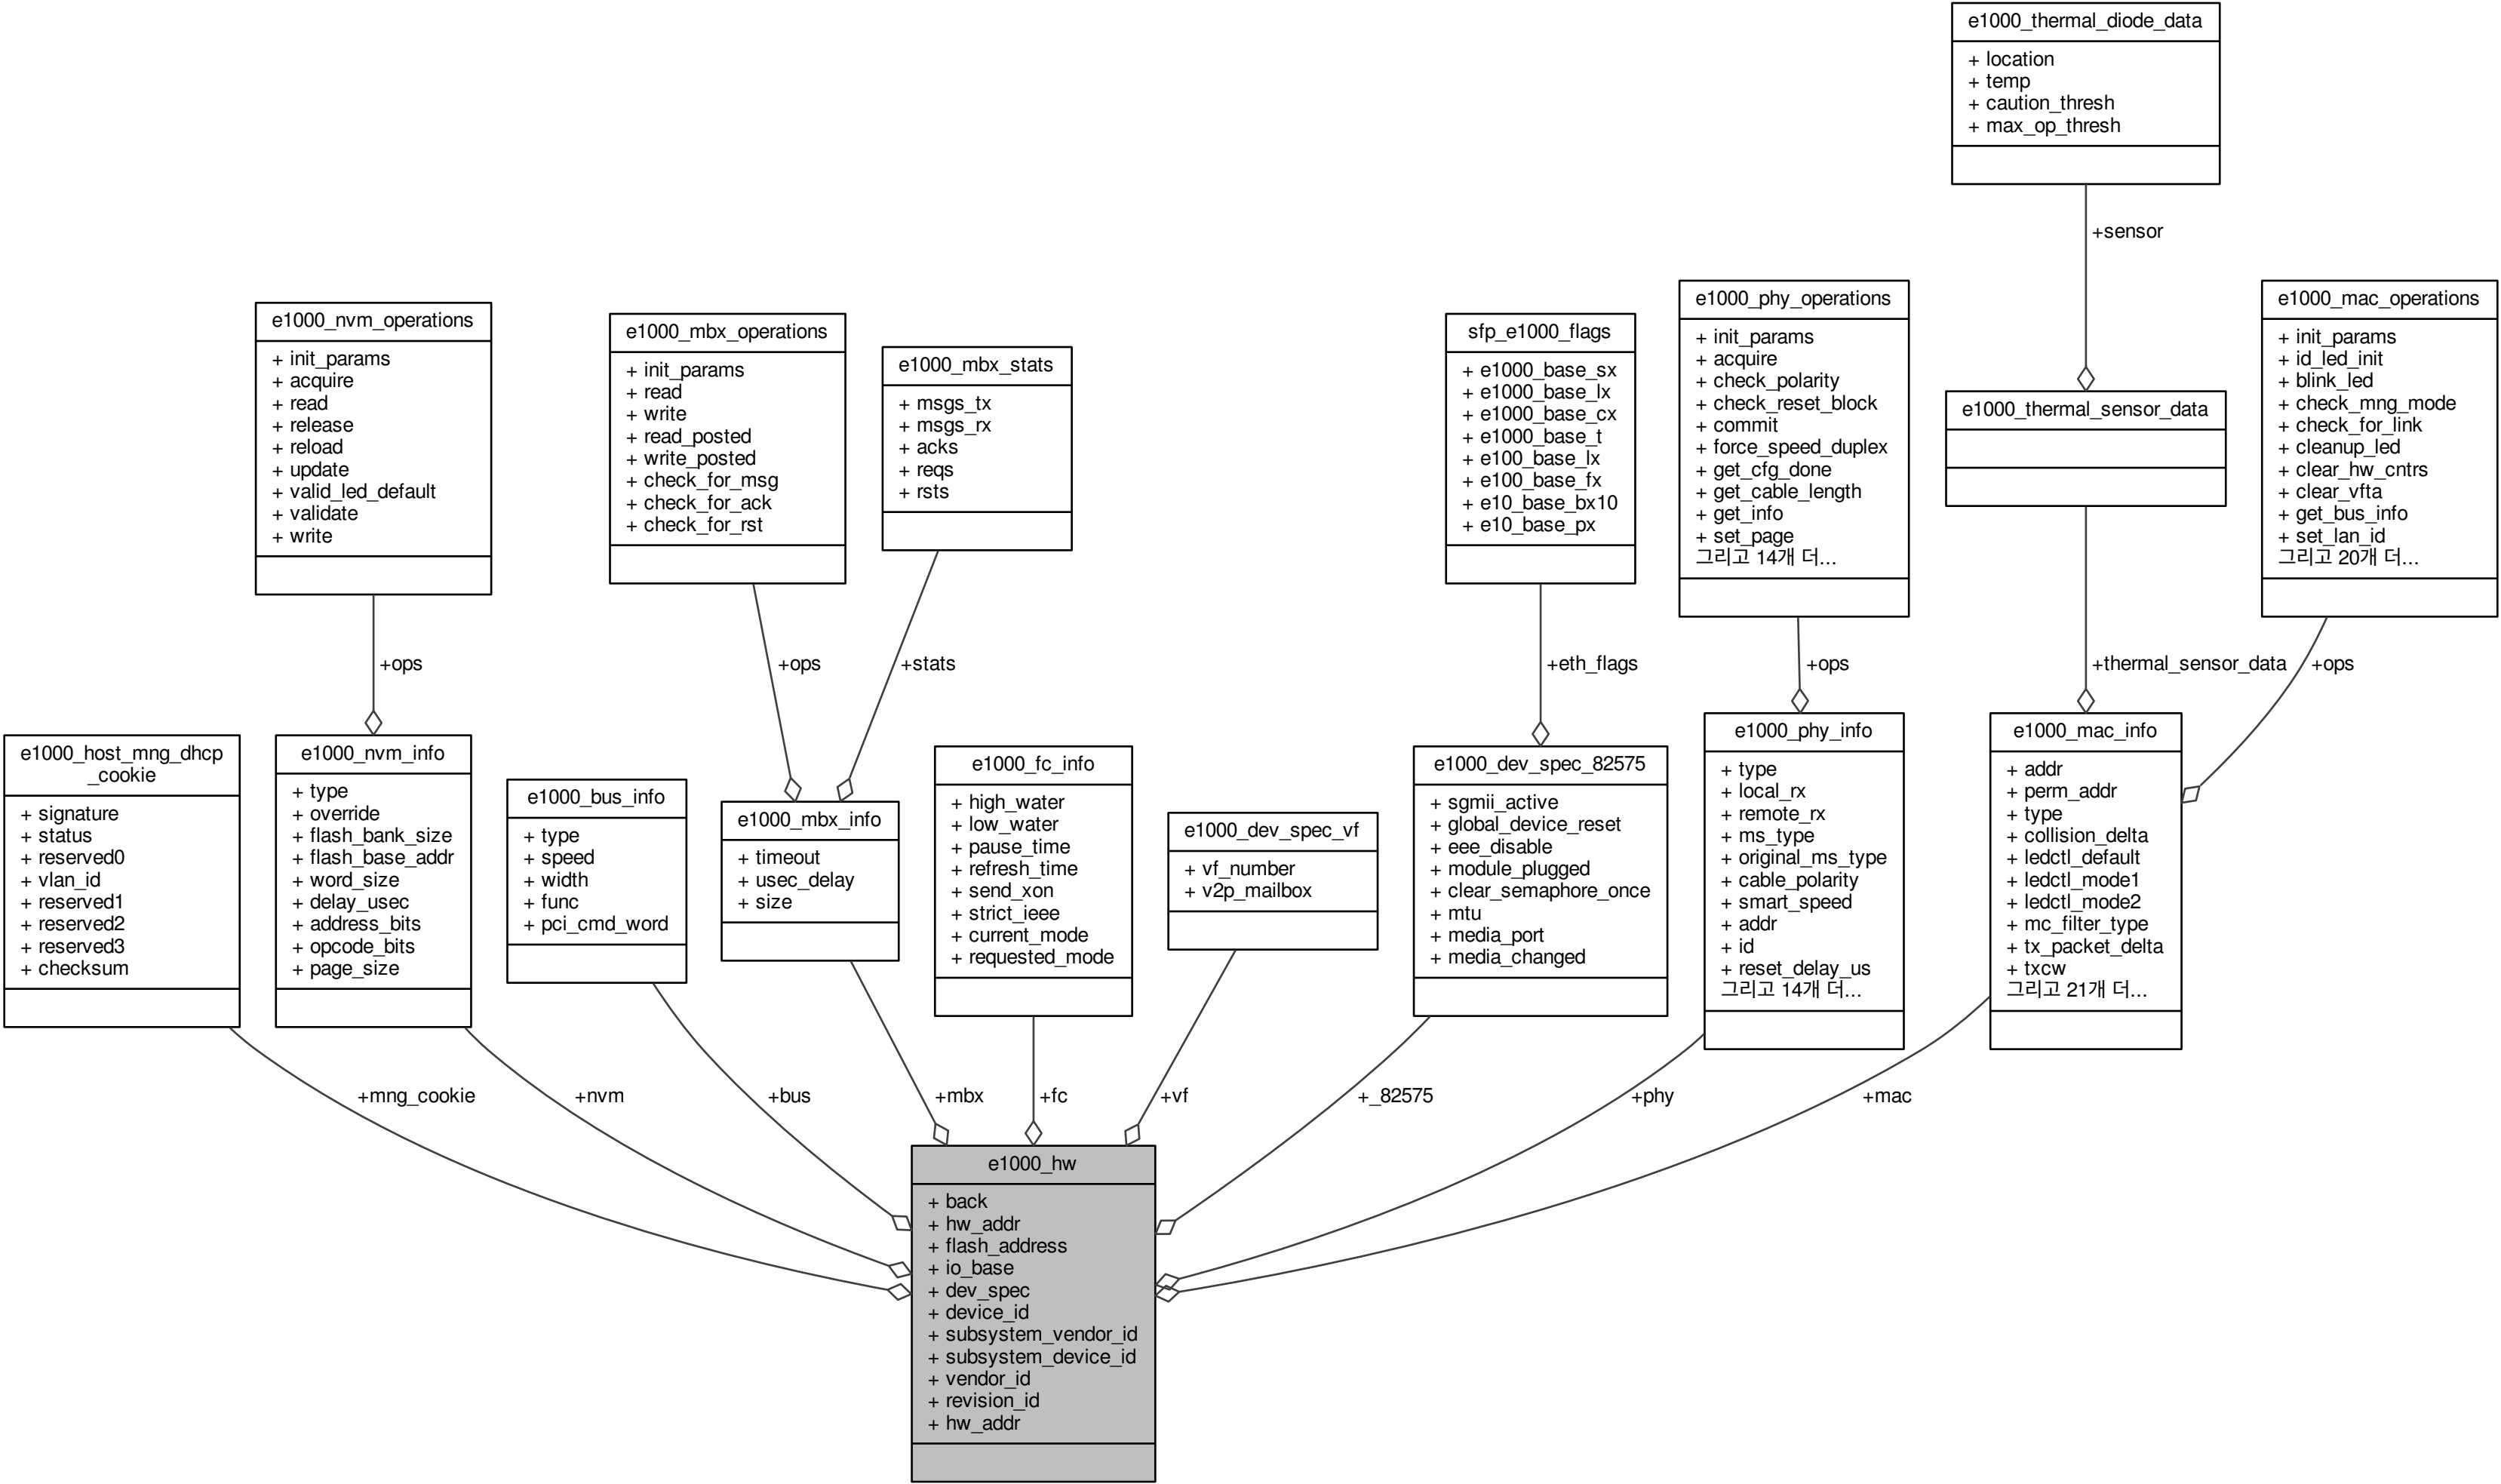 e1000_thermal_diode_data
+ location
+ temp
+ caution_thresh
+ max_op_thresh
+sensor
e1000_nvm_operations
+ init_params
+ acquire
+ read
+ release
+ reload
+ update
+ valid_led_default
+ validate
+ write
e1000_mbx_operations
+ init_params
+ read
+ write
+ read_posted
+ write_posted
+ check_for_msg
+ check_for_ack
+ check_for_rst
e1000_mbx_stats
+ msgs_tx
+ msgs_rx
+ acks
+ reqs
+ rsts
sfp_e1000_flags
+ e1000_base_sx
+ e1000_base_lx
+ e1000_base_cx
+ e1000_base_t
+ e100_base_lx
+ e100_base_fx
+ e10_base_bx10
+ e10_base_px
e1000_phy_operations
+ init_params
+ acquire
+ check_polarity
+ check_reset_block
+ commit
+ force_speed_duplex
+ get_cfg_done
+ get_cable_length
+ get_info
+ set_page
그리고 14개 더...
e1000_thermal_sensor_data
e1000_mac_operations
+ init_params
+ id_led_init
+ blink_led
+ check_mng_mode
+ check_for_link
+ cleanup_led
+ clear_hw_cntrs
+ clear_vfta
+ get_bus_info
+ set_lan_id
그리고 20개 더...
+ops
+ops
+stats
+eth_flags
+ops
+thermal_sensor_data
+ops
e1000_host_mng_dhcp
_cookie
+ signature
+ status
+ reserved0
+ vlan_id
+ reserved1
+ reserved2
+ reserved3
+ checksum
e1000_nvm_info
+ type
+ override
+ flash_bank_size
+ flash_base_addr
+ word_size
+ delay_usec
+ address_bits
+ opcode_bits
+ page_size
e1000_bus_info
+ type
+ speed
+ width
+ func
+ pci_cmd_word
e1000_mbx_info
+ timeout
+ usec_delay
+ size
e1000_fc_info
+ high_water
+ low_water
+ pause_time
+ refresh_time
+ send_xon
+ strict_ieee
+ current_mode
+ requested_mode
e1000_dev_spec_vf
+ vf_number
+ v2p_mailbox
e1000_dev_spec_82575
+ sgmii_active
+ global_device_reset
+ eee_disable
+ module_plugged
+ clear_semaphore_once
+ mtu
+ media_port
+ media_changed
e1000_phy_info
+ type
+ local_rx
+ remote_rx
+ ms_type
+ original_ms_type
+ cable_polarity
+ smart_speed
+ addr
+ id
+ reset_delay_us
그리고 14개 더...
e1000_mac_info
+ addr
+ perm_addr
+ type
+ collision_delta
+ ledctl_default
+ ledctl_mode1
+ ledctl_mode2
+ mc_filter_type
+ tx_packet_delta
+ txcw
그리고 21개 더...
+mng_cookie
+nvm
+bus
+mbx
+fc
+vf
+_82575
+phy
+mac
e1000_hw
+ back
+ hw_addr
+ flash_address
+ io_base
+ dev_spec
+ device_id
+ subsystem_vendor_id
+ subsystem_device_id
+ vendor_id
+ revision_id
+ hw_addr